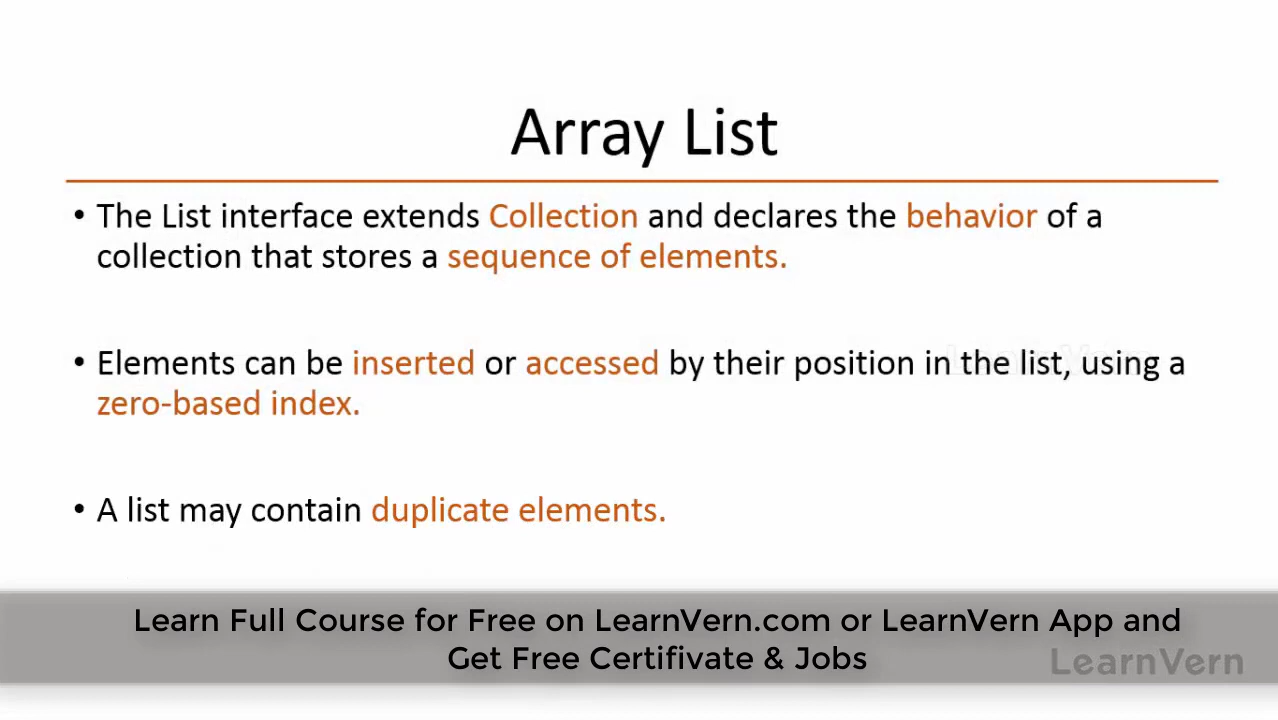 Array List
• The List interface extends Collection and declares the behavior of a
collection that stores a sequence of elements.
• Elements can be inserted or accessed by their position in the list, using a
zero-based index.
• A list may contain duplicate elements.
LearnVern
Learn Full Course for Free on LearnVern.com or LearnVern App and
Get Free Certifivate & Jobs
LearnVern